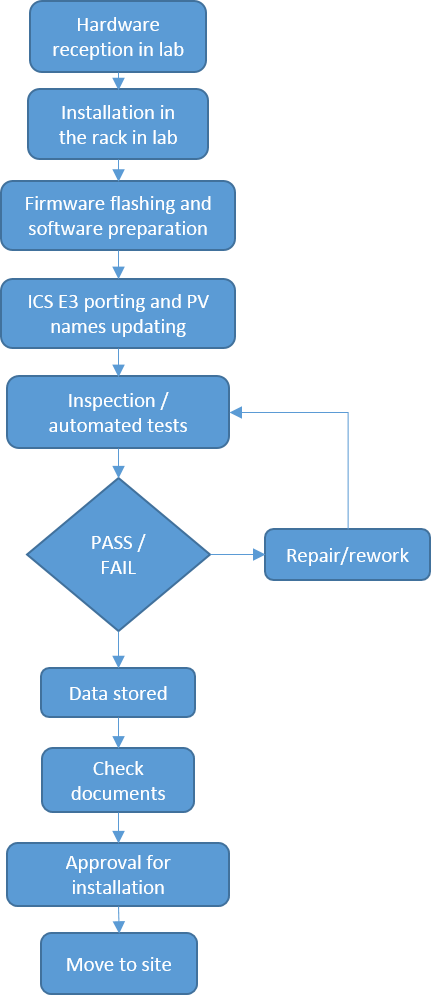 Hardware
reception in lab
Installation in
the rack in lab
Firmware flashing and
software preparation
ICS E3 porting and PV
names updating
Inspection /
automated tests
PASS /
FAIL
Repair/rework
Data stored
Check
documents
Approval for
installation
Move to site